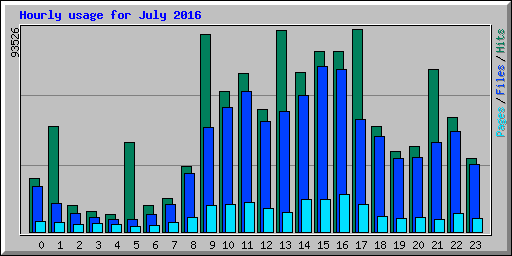 Hourly usage for July 2016
93526
Pages / Files / Hits
0 1 2 3 4 5 6 7 8 9 10 11 12 13 14 15 16 17 18 19 20 21 22 23